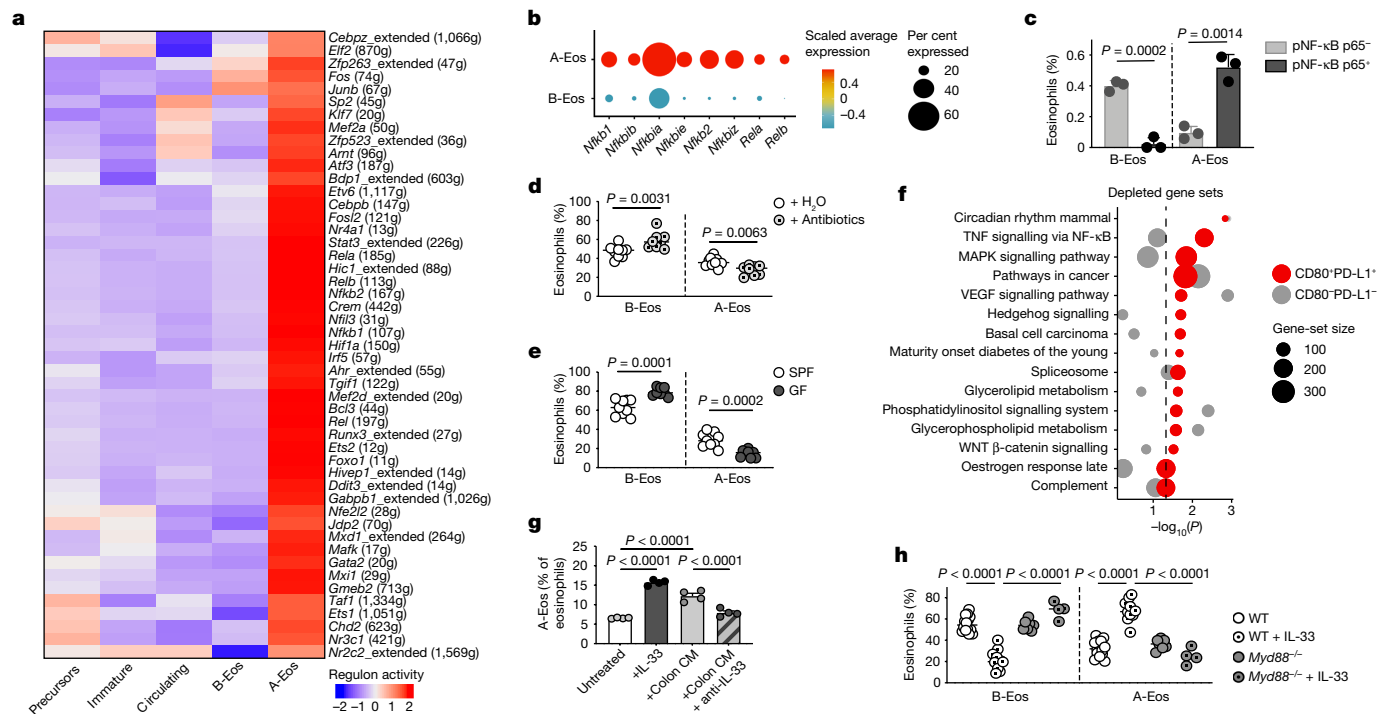 a
Cebpz_extended (1,066g)
Elf2 (870g)
Zfp263_extended (47g)
Fos (74g)
Junb (67g)
Sp2 (45g)
Klf7 (20g)
Mef2a (50g)
Zfp523_extended (36g)
Arnt (96g)
Atf3 (187g)
Bdp1_extended (603g)
Etv6 (1,117g)
Cebpb (147g)
Fosl2 (121g)
Nr4a1 (13g)
Stat3_extended (226g)
Rela (185g)
Hic1_extended (88g)
Relb (113g)
Nfkb2 (167g)
Crem (442g)
Nfil3 (31g)
Nfkb1 (107g)
Hif1a (150g)
Irf5 (57g)
Ahr_extended (55g)
Tgif1 (122g)
Mef2d_extended (20g)
Bcl3 (44g)
Rel (197g)
Runx3_extended (27g)
Ets2 (12g)
Foxo1 (11g)
Hivep1_extended (14g)
Ddit3_extended (14g)
Gabpb1_extended (1,026g)
Nfe2l2 (28g)
Jdp2 (70g)
Mxd1_extended (264g)
Mafk (17g)
Gata2 (20g)
Mxi1 (29g)
Gmeb2 (713g)
Taf1 (1,334g)
Ets1 (1,051g)
Chd2 (623g)
Nr3c1 (421g)
Nr2c2_extended (1,569g)
Precursors Immature Circulating B-Eos A-Eos
Regulon activity
−2 −1 0 1 2
b
A-Eos
B-Eos
Nfkb1 Nfkbib Nfkbia Nfkbie Nfkb2 Nfkbiz Rela Relb
Scaled average
expression
0.4
0
−0.4
Per cent
expressed
20
40
60
c
Eosinophils (%)
0.6
0.4
0.2
0
P = 0.0002
P = 0.0014
B-Eos A-Eos
pNF-κB p65⁻
pNF-κB p65⁺
d
Eosinophils (%)
100
80
60
40
20
0
P = 0.0031
P = 0.0063
B-Eos A-Eos
+ H₂O
+ Antibiotics
e
Eosinophils (%)
100
80
60
40
20
0
P = 0.0001
P = 0.0002
B-Eos A-Eos
SPF
GF
f
Depleted gene sets
Circadian rhythm mammal
TNF signalling via NF-κB
MAPK signalling pathway
Pathways in cancer
VEGF signalling pathway
Hedgehog signalling
Basal cell carcinoma
Maturity onset diabetes of the young
Spliceosome
Glycerolipid metabolism
Phosphatidylinositol signalling system
Glycerophospholipid metabolism
WNT β-catenin signalling
Oestrogen response late
Complement
1 2 3
−log₁₀(P)
CD80⁺PD-L1⁺
CD80⁻PD-L1⁻
Gene-set size
100
200
300
g
A-Eos (% of
eosinophils)
25
20
15
10
5
0
P < 0.0001
P < 0.0001 P < 0.0001
Untreated
+IL-33
+Colon CM
+Colon CM
+ anti-IL-33
h
Eosinophils (%)
80
60
40
20
0
P < 0.0001 P < 0.0001 P < 0.0001 P < 0.0001
B-Eos A-Eos
WT
WT + IL-33
Myd88⁻/⁻
Myd88⁻/⁻ + IL-33